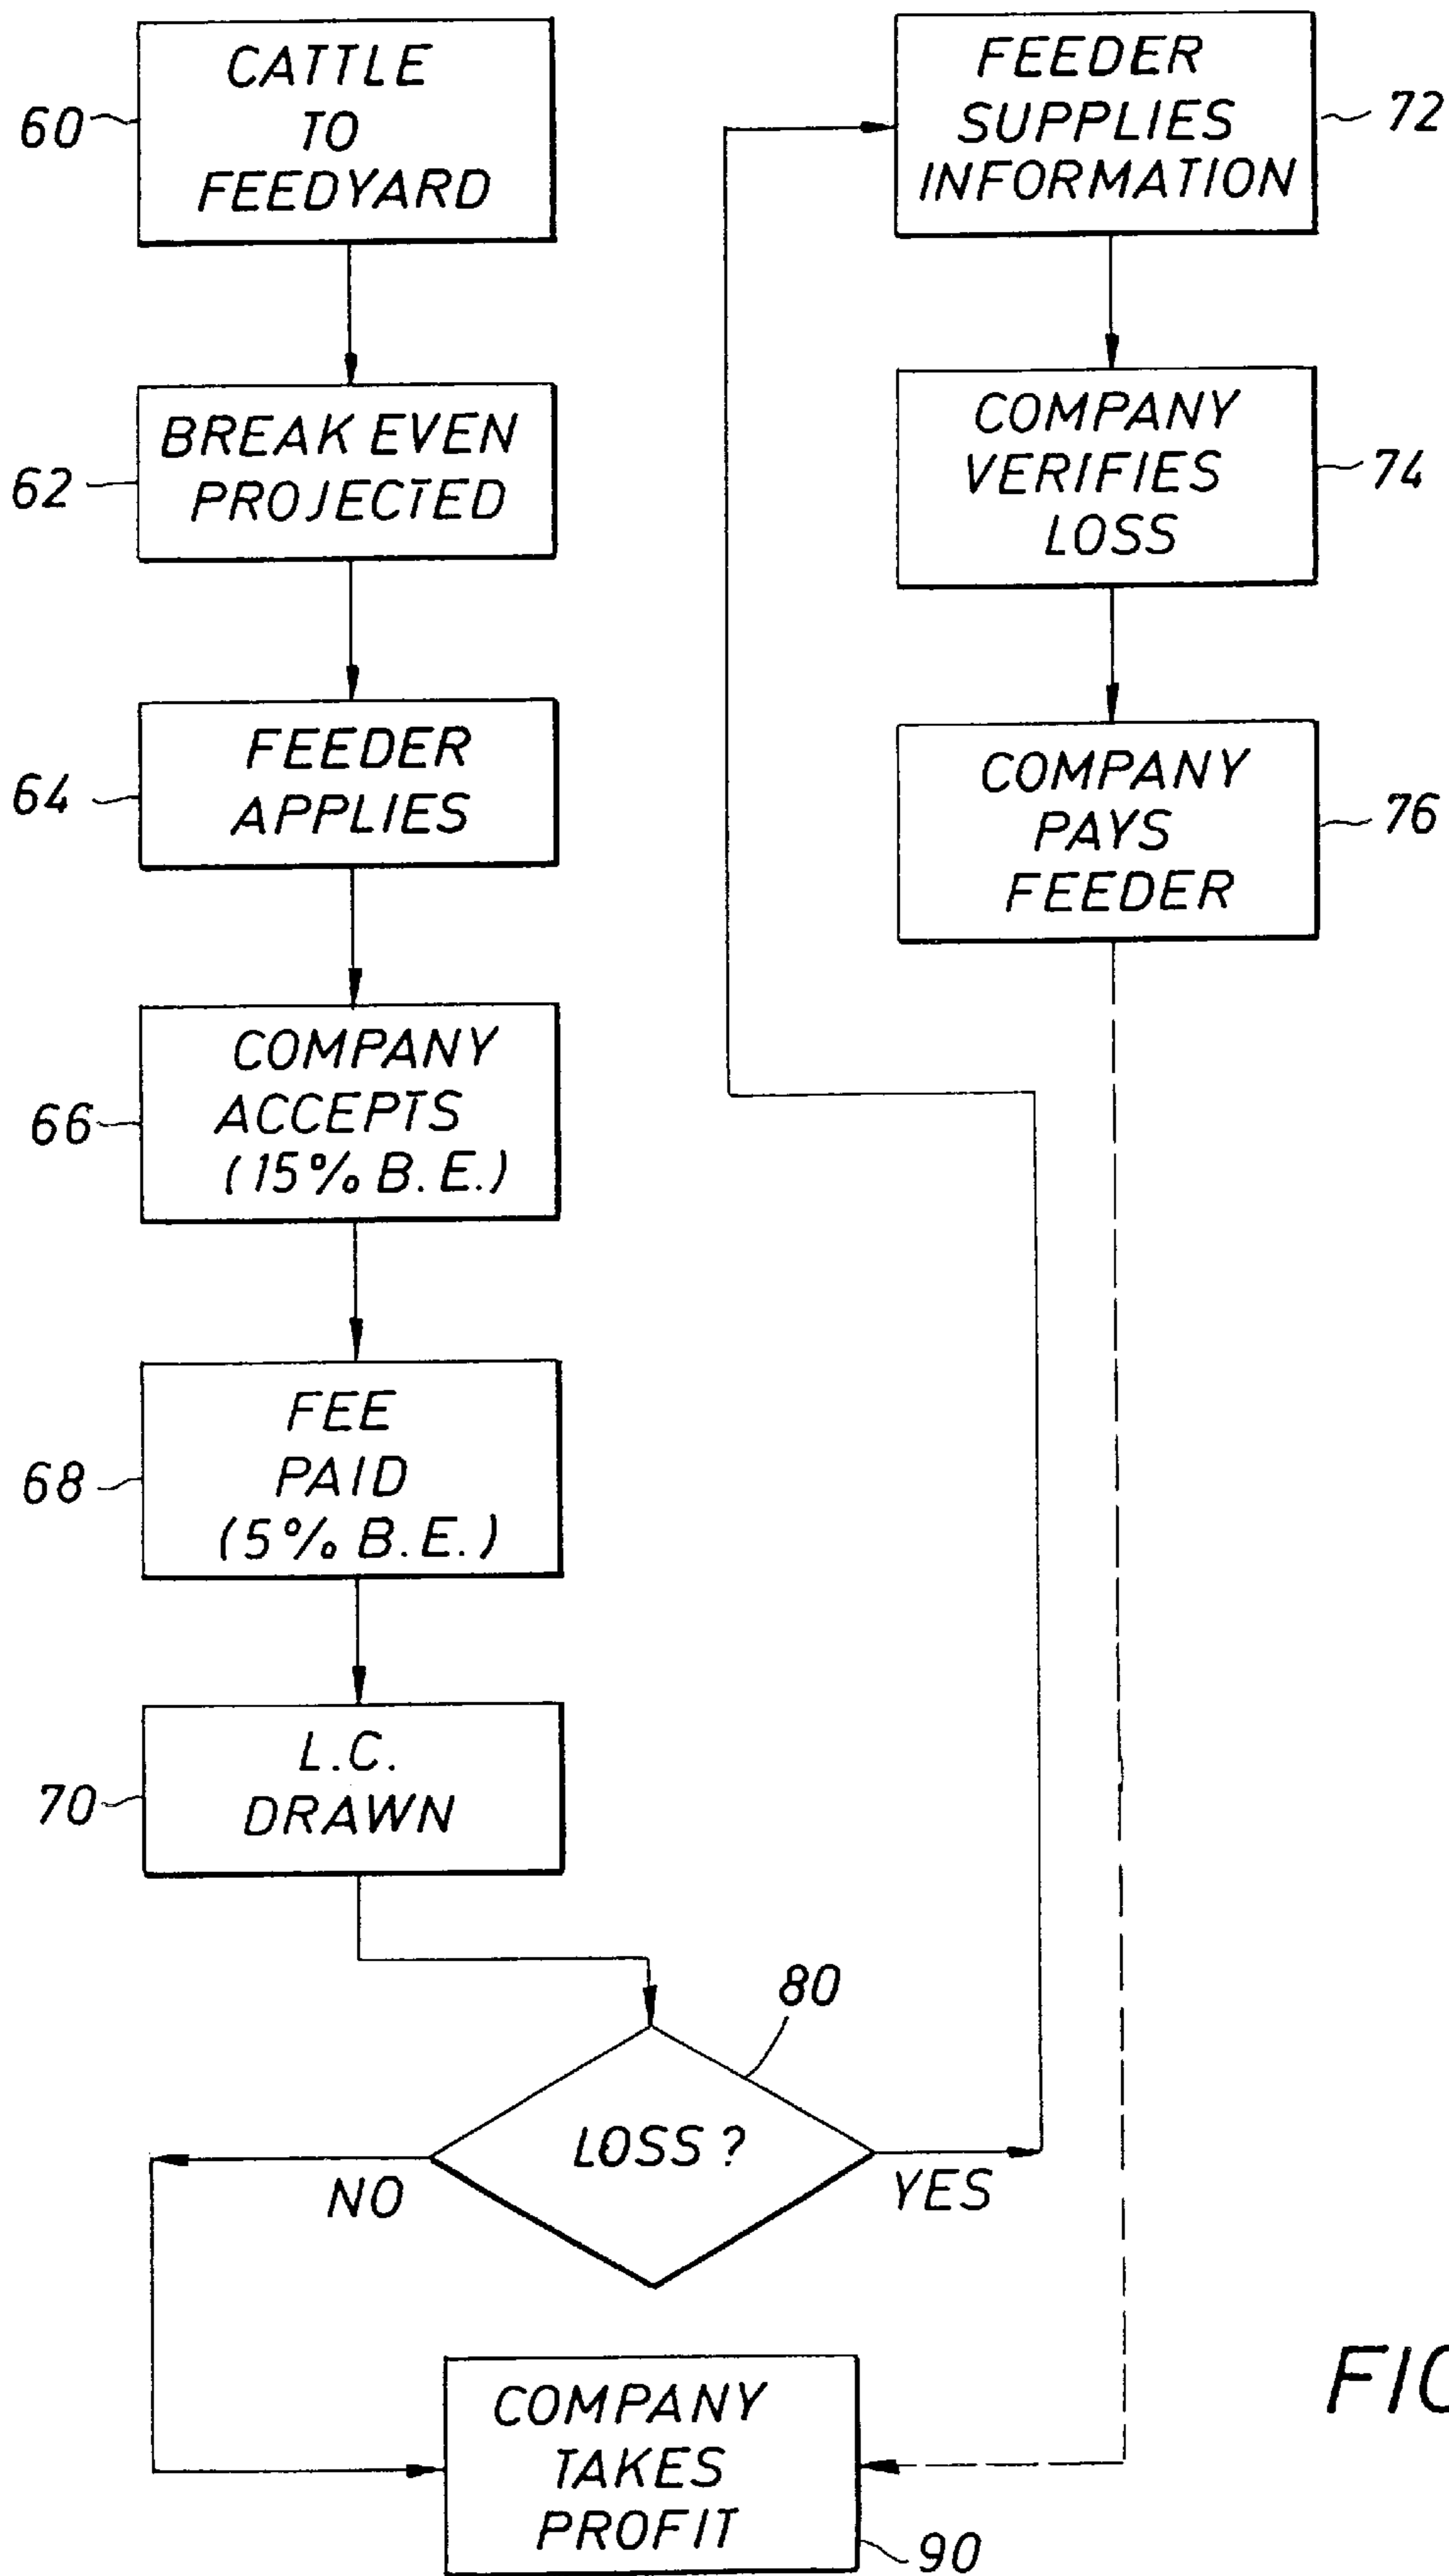 CATTLE
TO
FEEDYARD
60
BREAK EVEN
PROJECTED
62
FEEDER
APPLIES
64
COMPANY
ACCEPTS
(15% B.E.)
66
FEE
PAID
(5% B.E.)
68
L.C.
DRAWN
70
LOSS?
80
NO
YES
FEEDER
SUPPLIES
INFORMATION
72
COMPANY
VERIFIES
LOSS
74
COMPANY
PAYS
FEEDER
76
COMPANY
TAKES
PROFIT
90